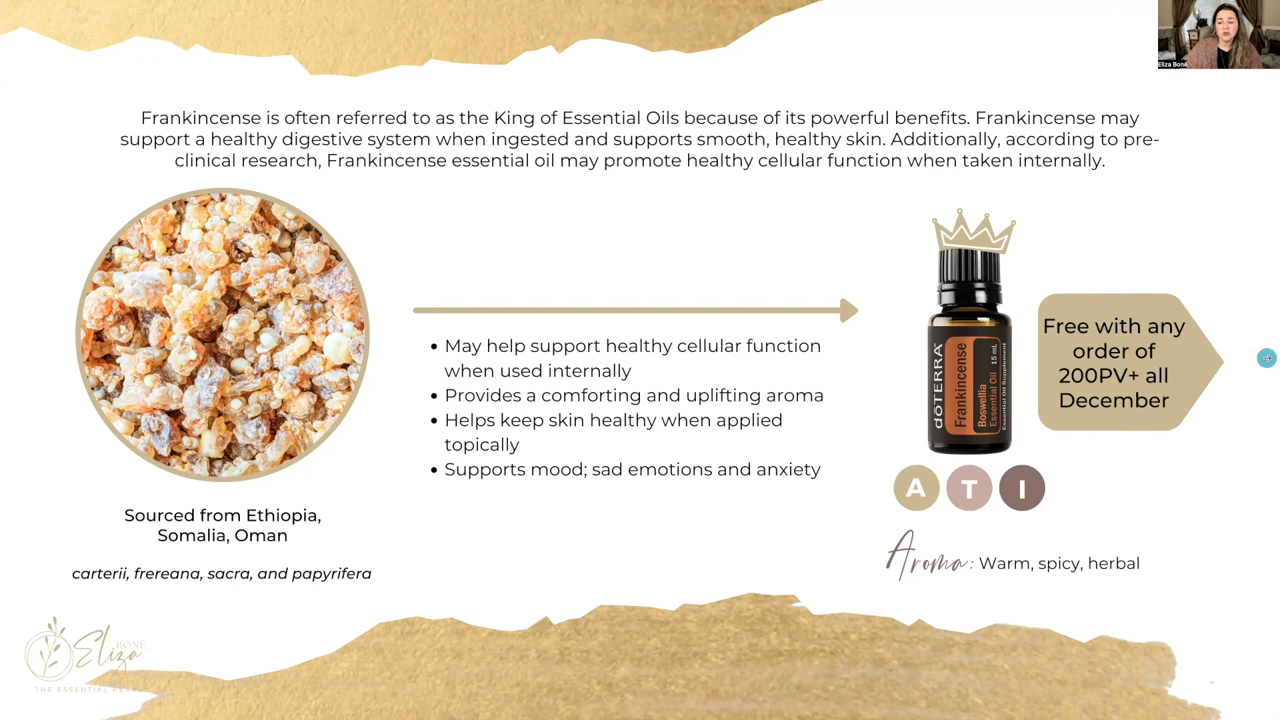 Eliza Boné
Frankincense is often referred to as the King of Essential Oils because of its powerful benefits. Frankincense may
support a healthy digestive system when ingested and supports smooth, healthy skin. Additionally, according to pre-
clinical research, Frankincense essential oil may promote healthy cellular function when taken internally.
• May help support healthy cellular function
when used internally
• Provides a comforting and uplifting aroma
• Helps keep skin healthy when applied
topically
• Supports mood; sad emotions and anxiety
dōTERRA
Frankincense
Boswellia
Essential Oil 15 mL
Essential Oil Supplement
Free with any
order of
200PV+ all
December
A T I
Aroma: Warm, spicy, herbal
Sourced from Ethiopia,
Somalia, Oman
carterii, frereana, sacra, and papyrifera
BONÉ
Eliza
THE ESSENTIAL